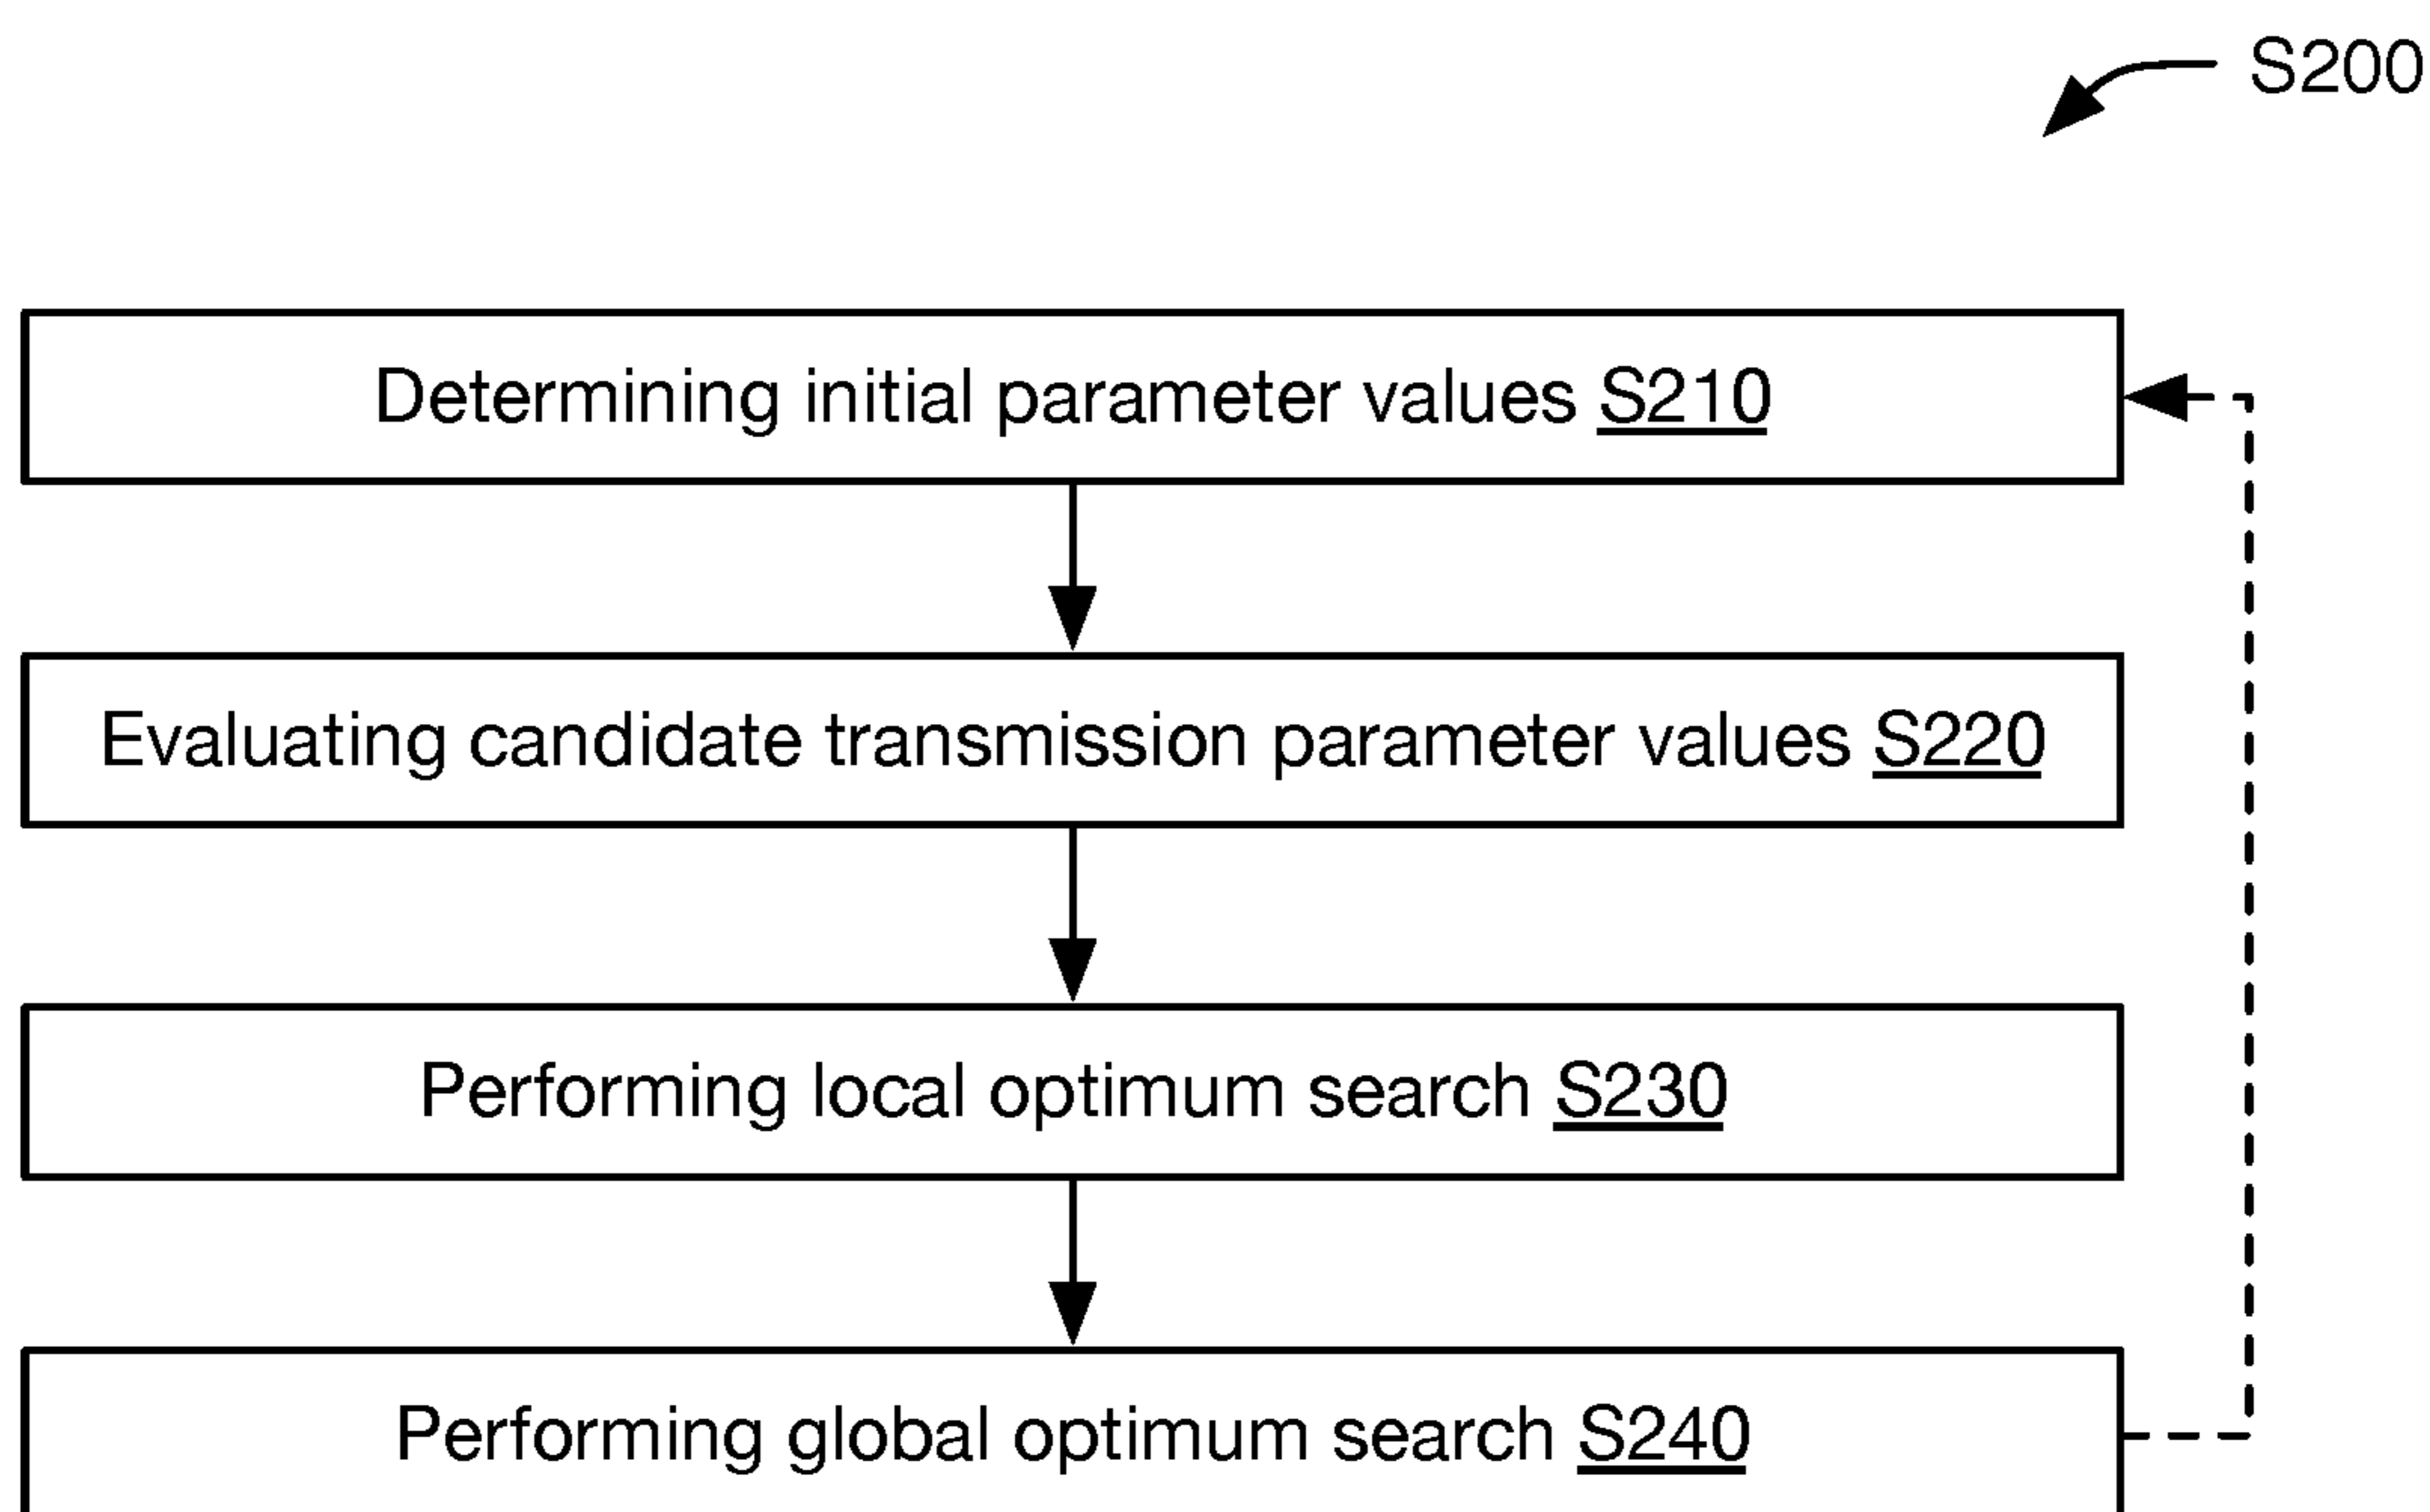 S200
Determining initial parameter values S210
Evaluating candidate transmission parameter values S220
Performing local optimum search S230
Performing global optimum search S240